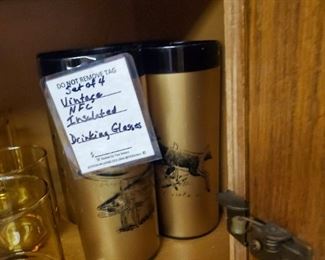 DO NOT REMOVE TAG
Set of 4
Vintage
NFC
Insulated
Drinking Glasses
$